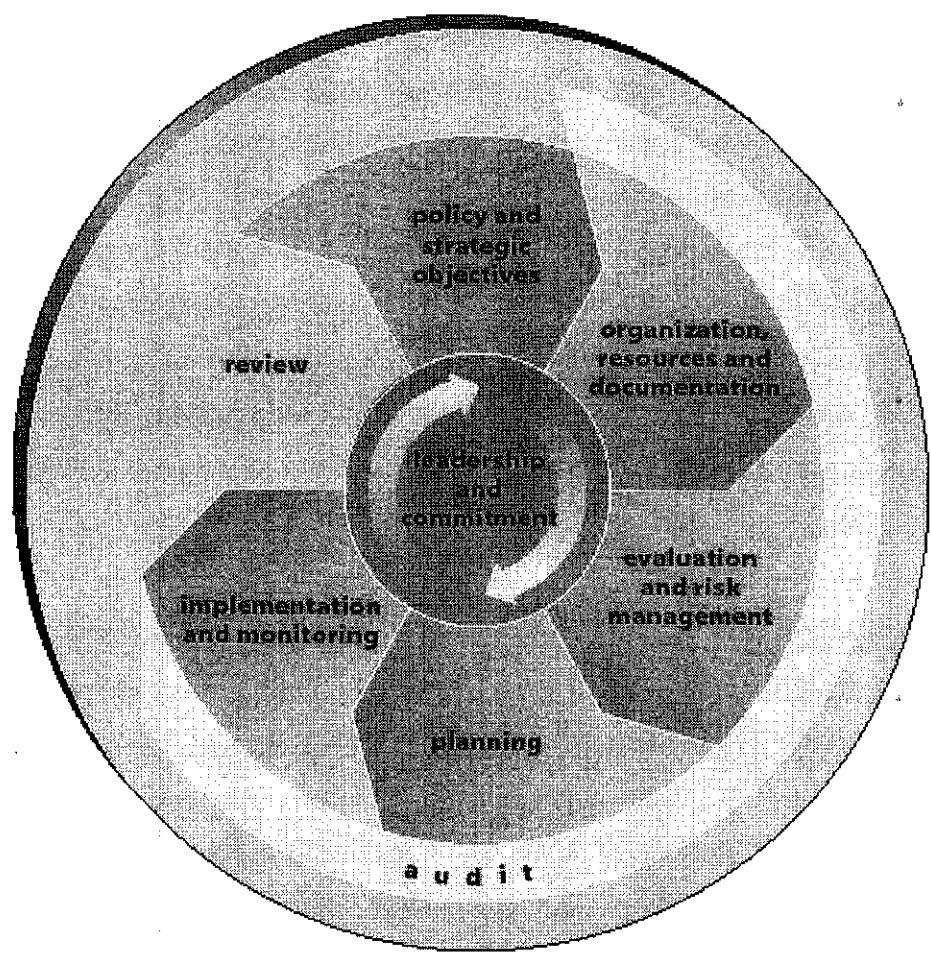 policy and
strategic
objectives
organization,
resources and
documentation
review
leadership
and
commitment
evaluation
and risk
management
implementation
and monitoring
planning
audit